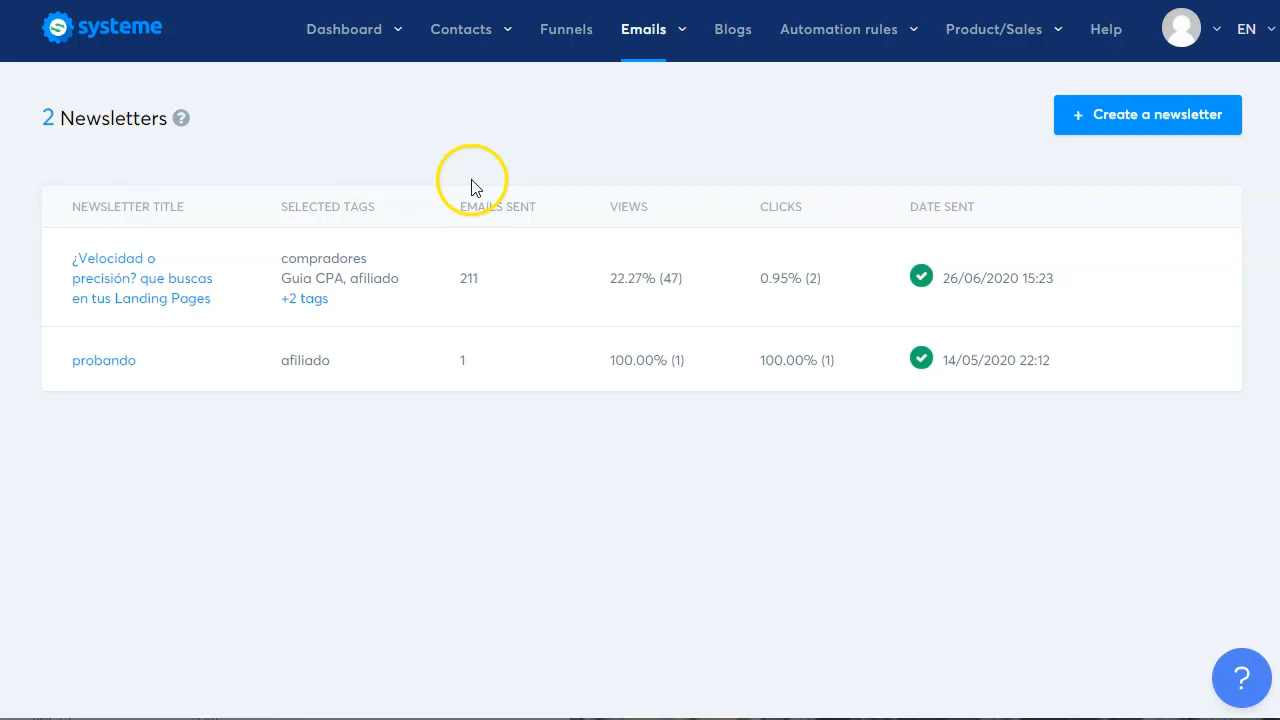 systeme
Dashboard Contacts Funnels Emails Blogs Automation rules Product/Sales Help EN
2 Newsletters ?
+ Create a newsletter
NEWSLETTER TITLE SELECTED TAGS EMAILS SENT VIEWS CLICKS DATE SENT
¿Velocidad o
precisión? que buscas
en tus Landing Pages
compradores
Guia CPA, afiliado
+2 tags
211 22.27% (47) 0.95% (2) 26/06/2020 15:23
probando afiliado 1 100.00% (1) 100.00% (1) 14/05/2020 22:12
?